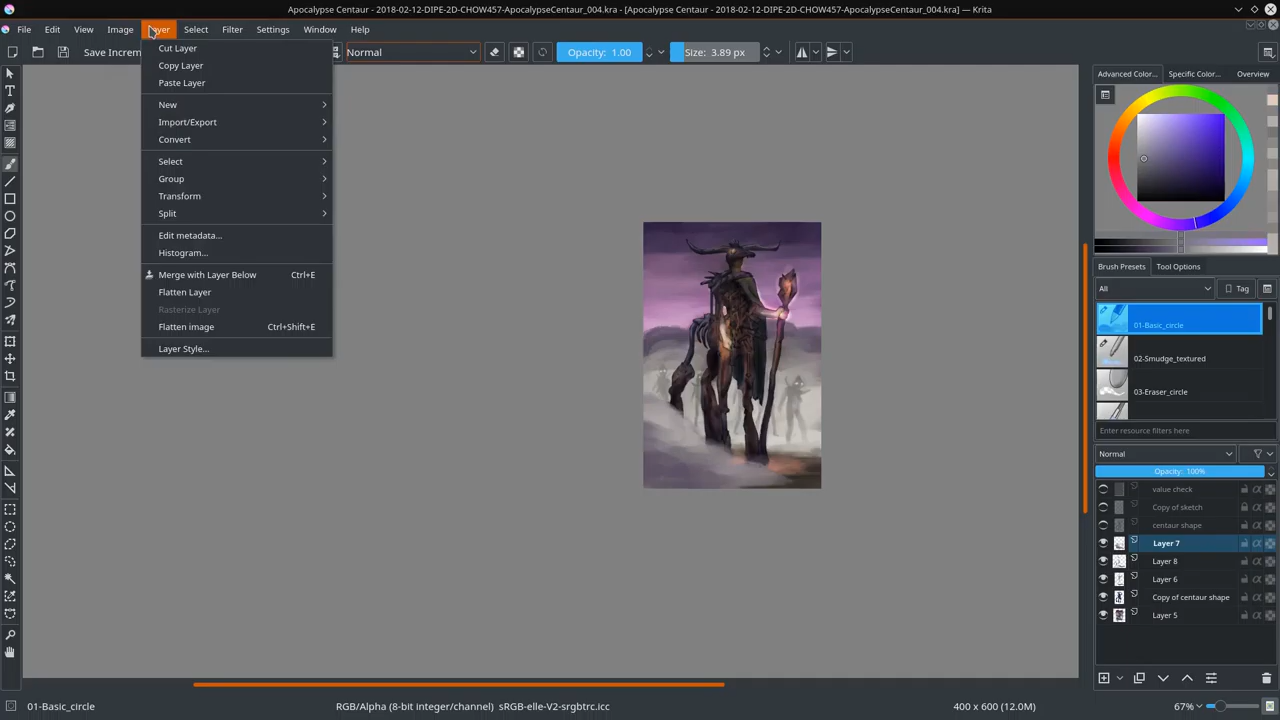 Apocalypse Centaur - 2018-02-12-DIPE-2D-CHOW457-ApocalypseCentaur_004.kra - [Apocalypse Centaur - 2018-02-12-DIPE-2D-CHOW457-ApocalypseCentaur_004.kra] — Krita
File Edit View Image Layer Select Filter Settings Window Help
Save Increm Normal Opacity: 1.00 Size: 3.89 px
Cut Layer
Copy Layer
Paste Layer
New
Import/Export
Convert
Select
Group
Transform
Split
Edit metadata...
Histogram...
Merge with Layer Below Ctrl+E
Flatten Layer
Rasterize Layer
Flatten image Ctrl+Shift+E
Layer Style...
Advanced Color... Specific Color... Overview
Brush Presets Tool Options
All Tag
01-Basic_circle
02-Smudge_textured
03-Eraser_circle
Enter resource filters here
Normal
Opacity: 100%
value check
Copy of sketch
centaur shape
Layer 7
Layer 8
Layer 6
Copy of centaur shape
Layer 5
01-Basic_circle RGB/Alpha (8-bit integer/channel) sRGB-elle-V2-srgbtrc.icc 400 x 600 (12.0M) 67%